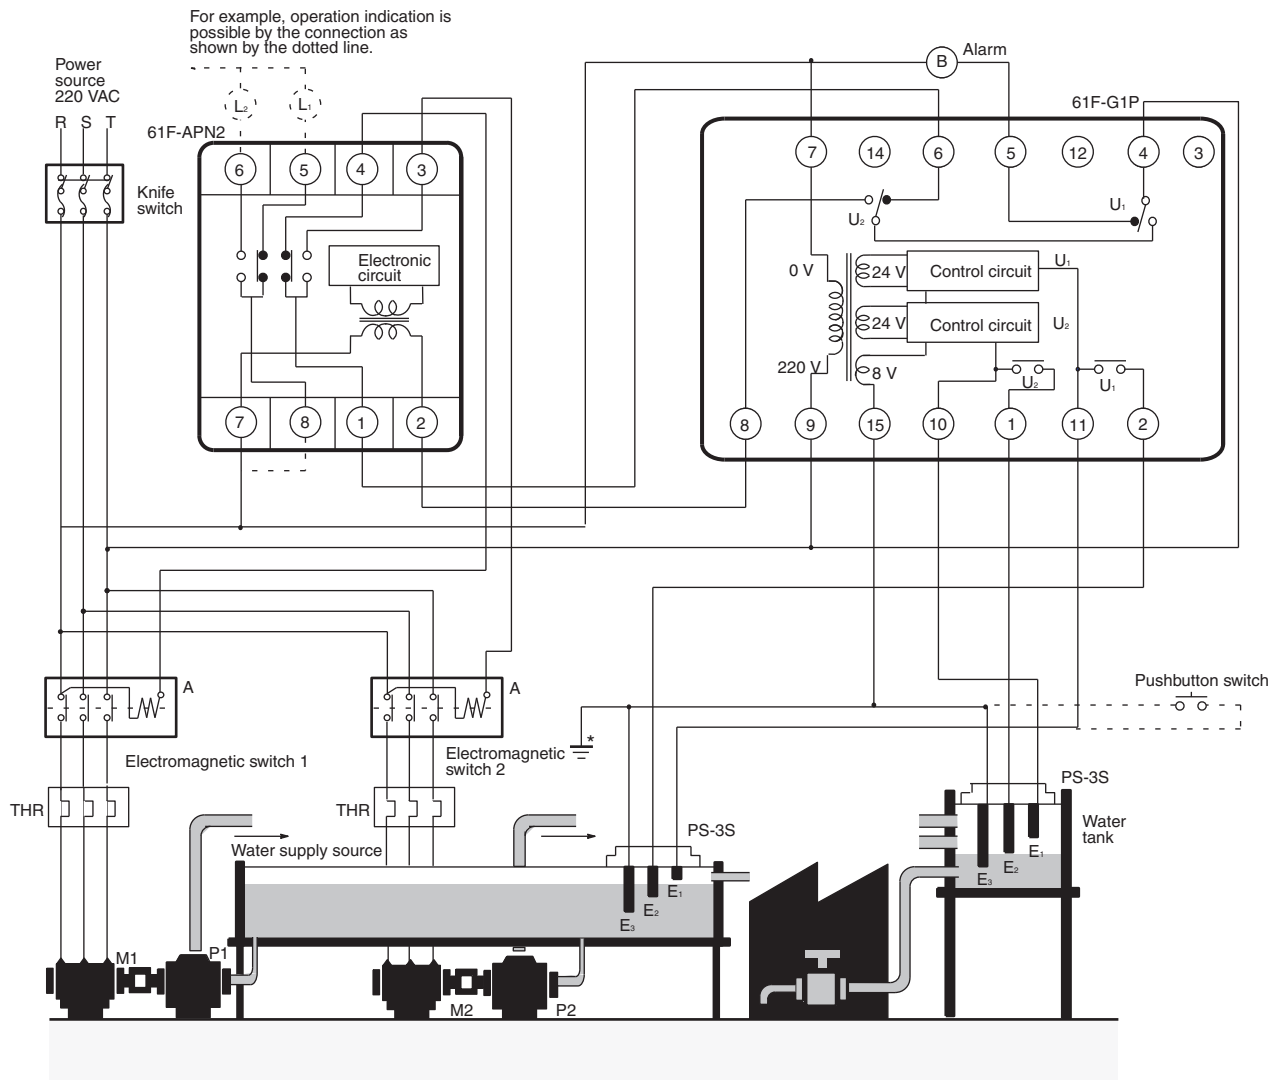 For example, operation indication is
possible by the connection as
shown by the dotted line.
Power
source
220 VAC
R S T
Knife
switch
61F-APN2
L2
L1
6 5 4 3
Electronic
circuit
7 8 1 2
B
Alarm
61F-G1P
7 14 6 5 12 4 3
U2
U1
0 V
24 V
Control circuit
U1
24 V
Control circuit
U2
220 V
8 V
U2
U1
8 9 15 10 1 11 2
A
A
Electromagnetic switch 1
Electromagnetic
switch 2
*
Pushbutton switch
THR
THR
PS-3S
PS-3S
Water
tank
Water supply source
E1
E2
E3
E1
E2
E3
M1
P1
M2
P2